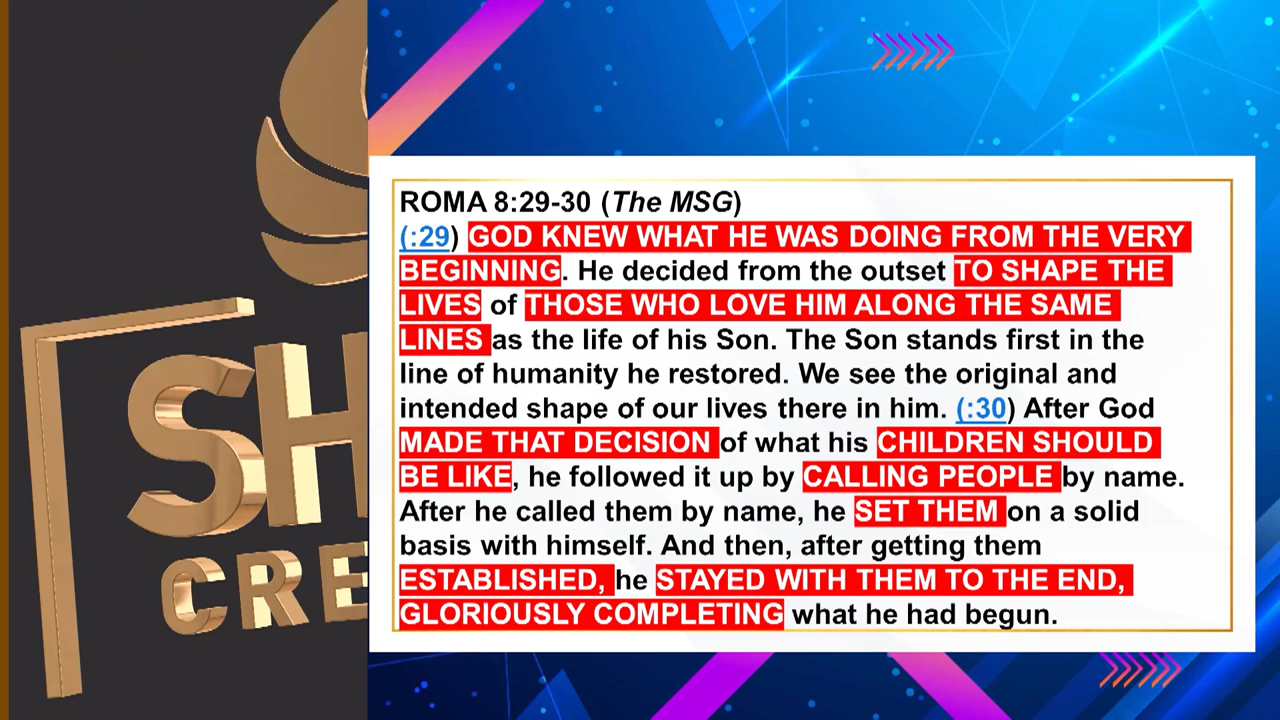 SH
CRE
ROMA 8:29-30 (The MSG)
(:29) GOD KNEW WHAT HE WAS DOING FROM THE VERY
BEGINNING. He decided from the outset TO SHAPE THE
LIVES of THOSE WHO LOVE HIM ALONG THE SAME
LINES as the life of his Son. The Son stands first in the
line of humanity he restored. We see the original and
intended shape of our lives there in him. (:30) After God
MADE THAT DECISION of what his CHILDREN SHOULD
BE LIKE, he followed it up by CALLING PEOPLE by name.
After he called them by name, he SET THEM on a solid
basis with himself. And then, after getting them
ESTABLISHED, he STAYED WITH THEM TO THE END,
GLORIOUSLY COMPLETING what he had begun.